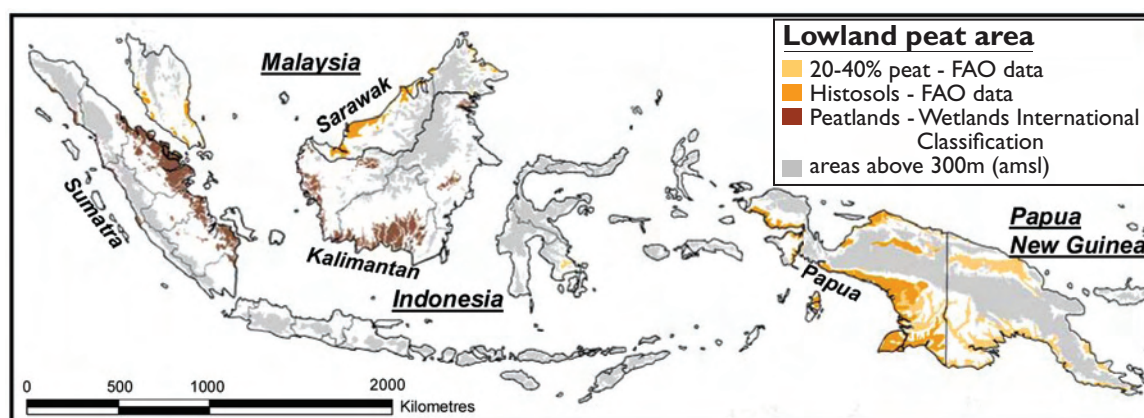 Lowland peat area
20-40% peat - FAO data
Histosols - FAO data
Peatlands - Wetlands International
Classification
areas above 300m (amsl)
Malaysia
Sarawak
Sumatra
Kalimantan
Indonesia
Papua
Papua
New Guinea
0 500 1000 2000
Kilometres